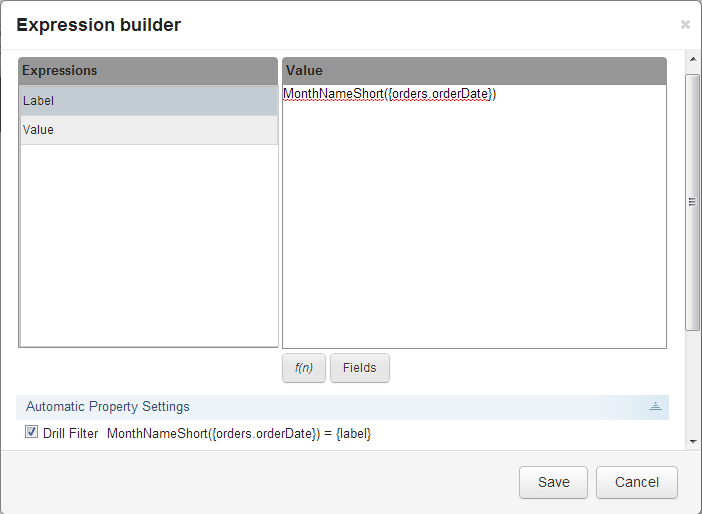 Expression builder
×
Expressions
Value
Label
MonthNameShort({orders.orderDate})
Value
f(n)
Fields
Automatic Property Settings
Drill Filter MonthNameShort({orders.orderDate}) = {label}
Save
Cancel